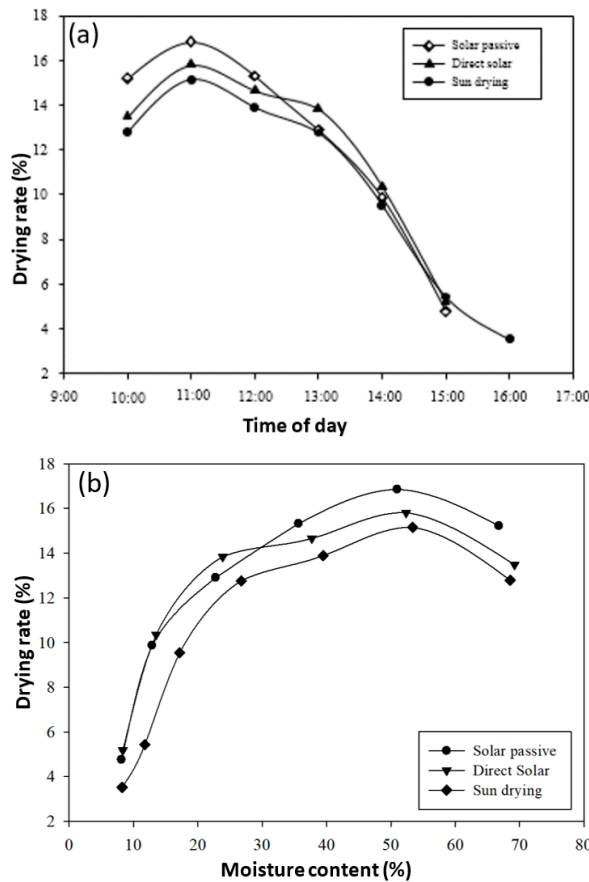 (a)
18
16
14
12
10
8
6
4
2
Drying rate (%)
Solar passive
Direct solar
Sun drying
9:00 10:00 11:00 12:00 13:00 14:00 15:00 16:00 17:00
Time of day
(b)
18
16
14
12
10
8
6
4
2
Drying rate (%)
Solar passive
Direct Solar
Sun drying
0 10 20 30 40 50 60 70 80
Moisture content (%)